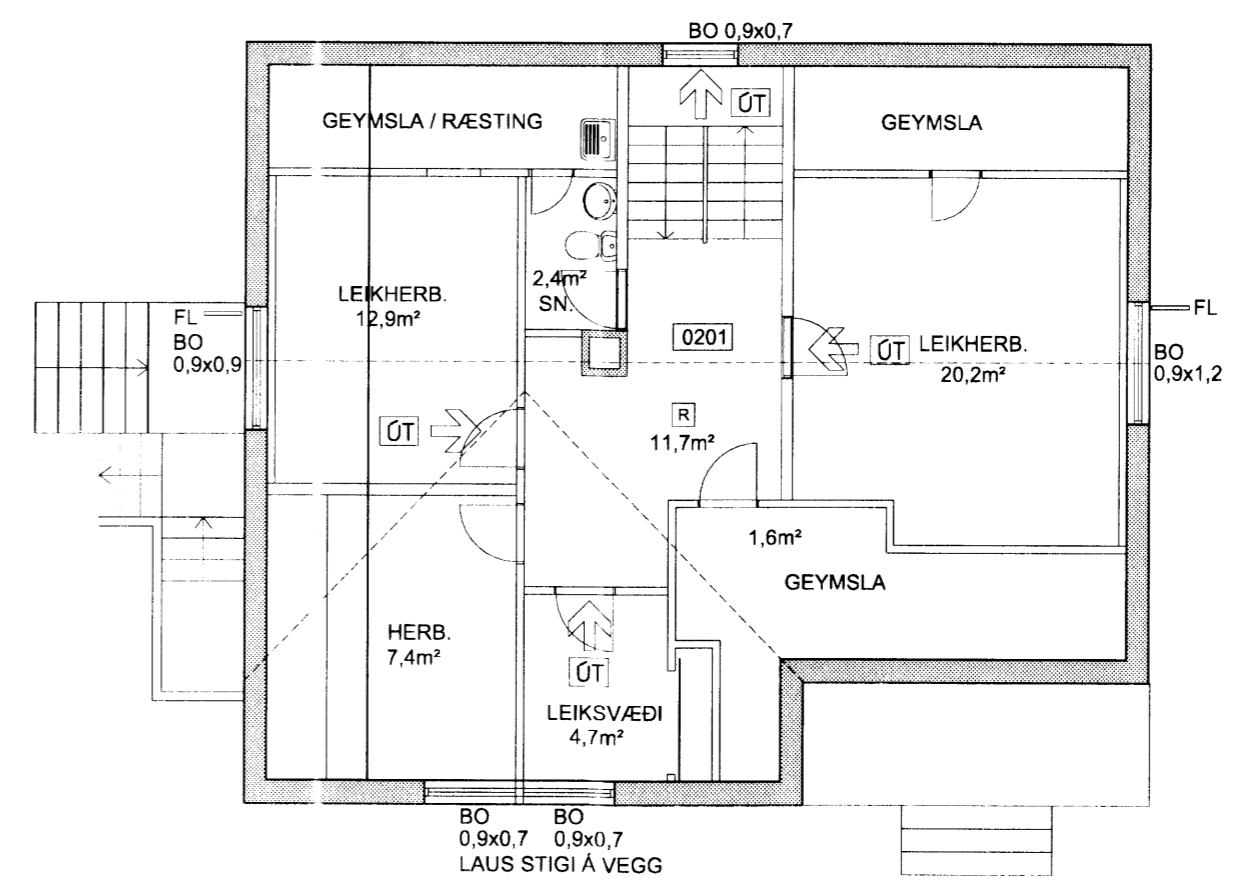 BO 0,9x0,7
ÚT
GEYMSLA / RÆSTING
GEYMSLA
2,4m²
SN.
LEIKHERB.
12,9m²
FL
BO
0,9x0,9
0201
ÚT
LEIKHERB.
20,2m²
FL
BO
0,9x1,2
ÚT
R
11,7m²
1,6m²
GEYMSLA
HERB.
7,4m²
ÚT
LEIKSVÆÐI
4,7m²
BO
0,9x0,7
BO
0,9x0,7
LAUS STIGI Á VEGG